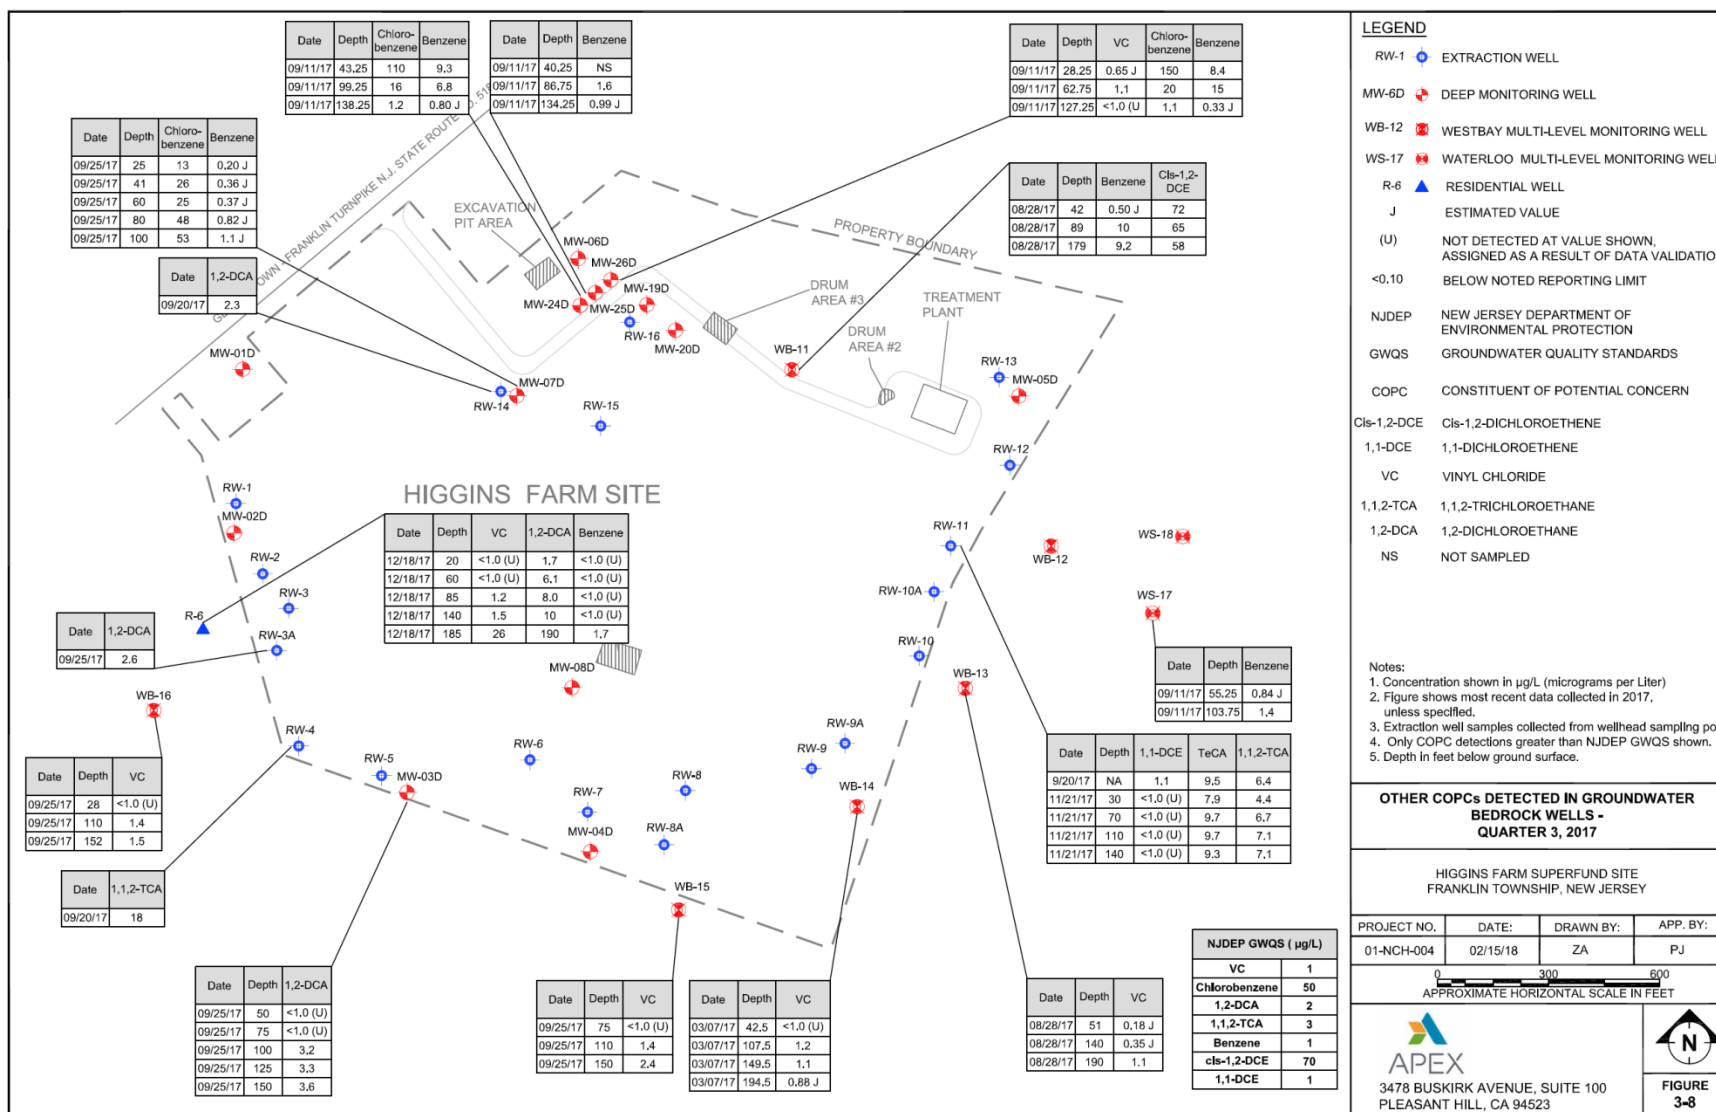 Date Depth Chloro-benzene Benzene
09/11/17 43.25 110 9.3
09/11/17 99.25 16 6.8
09/11/17 138.25 1.2 0.80 J
Date Depth Benzene
09/11/17 40.25 NS
09/11/17 86.75 1.6
09/11/17 134.25 0.99 J
Date Depth VC Chloro-benzene Benzene
09/11/17 28.25 0.65 J 150 8.4
09/11/17 62.75 1.1 20 15
09/11/17 127.25 <1.0 (U 1.1 0.33 J
Date Depth Chloro-benzene Benzene
09/25/17 25 13 0.20 J
09/25/17 41 26 0.36 J
09/25/17 60 25 0.37 J
09/25/17 80 48 0.82 J
09/25/17 100 53 1.1 J
Date 1,2-DCA
09/20/17 2.3
Date Depth Benzene Cis-1,2-DCE
08/28/17 42 0.50 J 72
08/28/17 89 10 65
08/28/17 179 9.2 58
OWN - FRANKLIN TURNPIKE N.J. STATE ROUTE
EXCAVATION
PIT AREA
PROPERTY BOUNDARY
MW-06D
MW-26D
MW-19D
MW-24D
MW-25D
RW-16
MW-20D
DRUM
AREA #3
TREATMENT
PLANT
DRUM
AREA #2
WB-11
RW-13
MW-05D
MW-01D
MW-07D
RW-14
RW-15
RW-12
RW-1
MW-02D
HIGGINS FARM SITE
RW-11
WS-18
WB-12
RW-2
RW-3
RW-10A
WS-17
R-6
RW-3A
RW-10
Date Depth VC 1,2-DCA Benzene
12/18/17 20 <1.0 (U) 1.7 <1.0 (U)
12/18/17 60 <1.0 (U) 6.1 <1.0 (U)
12/18/17 85 1.2 8.0 <1.0 (U)
12/18/17 140 1.5 10 <1.0 (U)
12/18/17 185 26 190 1.7
Date 1,2-DCA
09/25/17 2.6
MW-08D
WB-13
WB-16
Date Depth Benzene
09/11/17 55.25 0.84 J
09/11/17 103.75 1.4
RW-4
RW-5
MW-03D
RW-6
RW-7
MW-04D
RW-8
RW-8A
RW-9A
RW-9
WB-14
WB-15
Date Depth 1,1-DCE TeCA 1,1,2-TCA
9/20/17 NA 1.1 9.5 6.4
11/21/17 30 <1.0 (U) 7.9 4.4
11/21/17 70 <1.0 (U) 9.7 6.7
11/21/17 110 <1.0 (U) 9.7 7.1
11/21/17 140 <1.0 (U) 9.3 7.1
Date Depth VC
09/25/17 28 <1.0 (U)
09/25/17 110 1.4
09/25/17 152 1.5
Date 1,1,2-TCA
09/20/17 18
Date Depth 1,2-DCA
09/25/17 50 <1.0 (U)
09/25/17 75 <1.0 (U)
09/25/17 100 3.2
09/25/17 125 3.3
09/25/17 150 3.6
Date Depth VC
09/25/17 75 <1.0 (U)
09/25/17 110 1.4
09/25/17 150 2.4
Date Depth VC
03/07/17 42.5 <1.0 (U)
03/07/17 107.5 1.2
03/07/17 149.5 1.1
03/07/17 194.5 0.88 J
Date Depth VC
08/28/17 51 0.18 J
08/28/17 140 0.35 J
08/28/17 190 1.1
NJDEP GWQS ( µg/L)
VC 1
Chlorobenzene 50
1,2-DCA 2
1,1,2-TCA 3
Benzene 1
cis-1,2-DCE 70
1,1-DCE 1
LEGEND
RW-1 EXTRACTION WELL
MW-6D DEEP MONITORING WELL
WB-12 WESTBAY MULTI-LEVEL MONITORING WELL
WS-17 WATERLOO MULTI-LEVEL MONITORING WELL
R-6 RESIDENTIAL WELL
J ESTIMATED VALUE
(U) NOT DETECTED AT VALUE SHOWN,
ASSIGNED AS A RESULT OF DATA VALIDATIO
<0.10 BELOW NOTED REPORTING LIMIT
NJDEP NEW JERSEY DEPARTMENT OF
ENVIRONMENTAL PROTECTION
GWQS GROUNDWATER QUALITY STANDARDS
COPC CONSTITUENT OF POTENTIAL CONCERN
Cis-1,2-DCE Cis-1,2-DICHLOROETHENE
1,1-DCE 1,1-DICHLOROETHENE
VC VINYL CHLORIDE
1,1,2-TCA 1,1,2-TRICHLOROETHANE
1,2-DCA 1,2-DICHLOROETHANE
NS NOT SAMPLED
Notes:
1. Concentration shown in µg/L (micrograms per Liter)
2. Figure shows most recent data collected in 2017,
unless specified.
3. Extraction well samples collected from wellhead sampling po
4. Only COPC detections greater than NJDEP GWQS shown.
5. Depth in feet below ground surface.
OTHER COPCs DETECTED IN GROUNDWATER
BEDROCK WELLS -
QUARTER 3, 2017
HIGGINS FARM SUPERFUND SITE
FRANKLIN TOWNSHIP, NEW JERSEY
PROJECT NO. DATE: DRAWN BY: APP. BY:
01-NCH-004 02/15/18 ZA PJ
0 300 600
APPROXIMATE HORIZONTAL SCALE IN FEET
APEX
3478 BUSKIRK AVENUE, SUITE 100
PLEASANT HILL, CA 94523
N
FIGURE
3-8